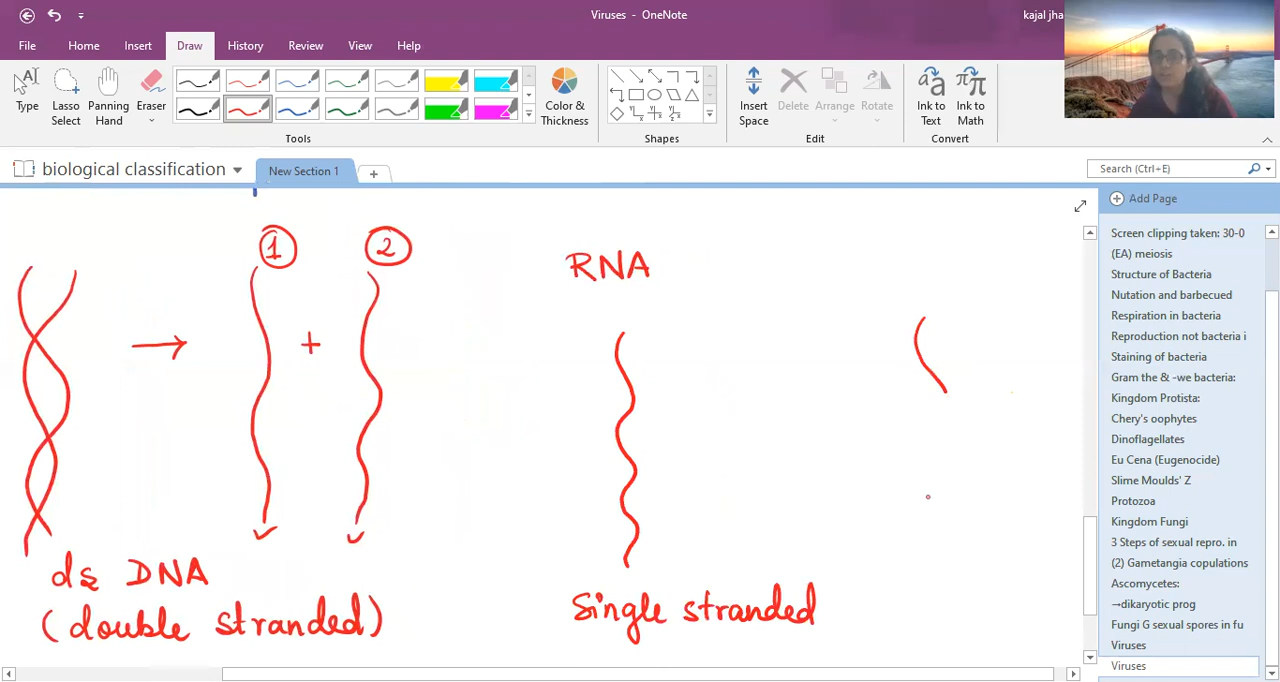 Viruses - OneNote
kajal jha
File Home Insert Draw History Review View Help
Type
Lasso Select
Panning Hand
Eraser
Color & Thickness
Insert Space
Delete
Arrange
Rotate
Ink to Text
Ink to Math
Tools
Shapes
Edit
Convert
biological classification
New Section 1
Search (Ctrl+E)
Add Page
Screen clipping taken: 30-0
(EA) meiosis
Structure of Bacteria
Nutation and barbecued
Respiration in bacteria
Reproduction not bacteria i
Staining of bacteria
Gram the & -we bacteria:
Kingdom Protista:
Chery's oophytes
Dinoflagellates
Eu Cena (Eugenocide)
Slime Moulds' Z
Protozoa
Kingdom Fungi
3 Steps of sexual repro. in
(2) Gametangia copulations
Ascomycetes:
→dikaryotic prog
Fungi G sexual spores in fu
Viruses
Viruses
1 2
RNA
→ +
ds DNA
(double stranded)
Single stranded